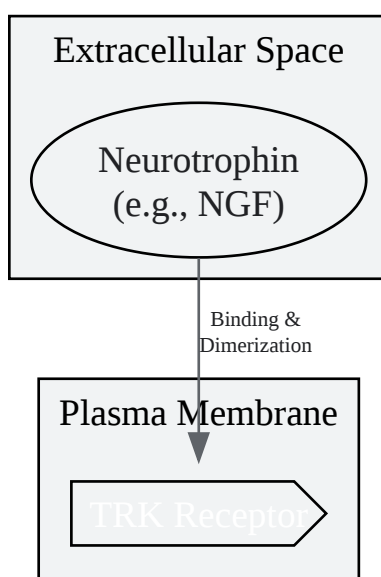 Extracellular Space
Neurotrophin
(e.g., NGF)
Binding &
Dimerization
Plasma Membrane
TRK Receptor